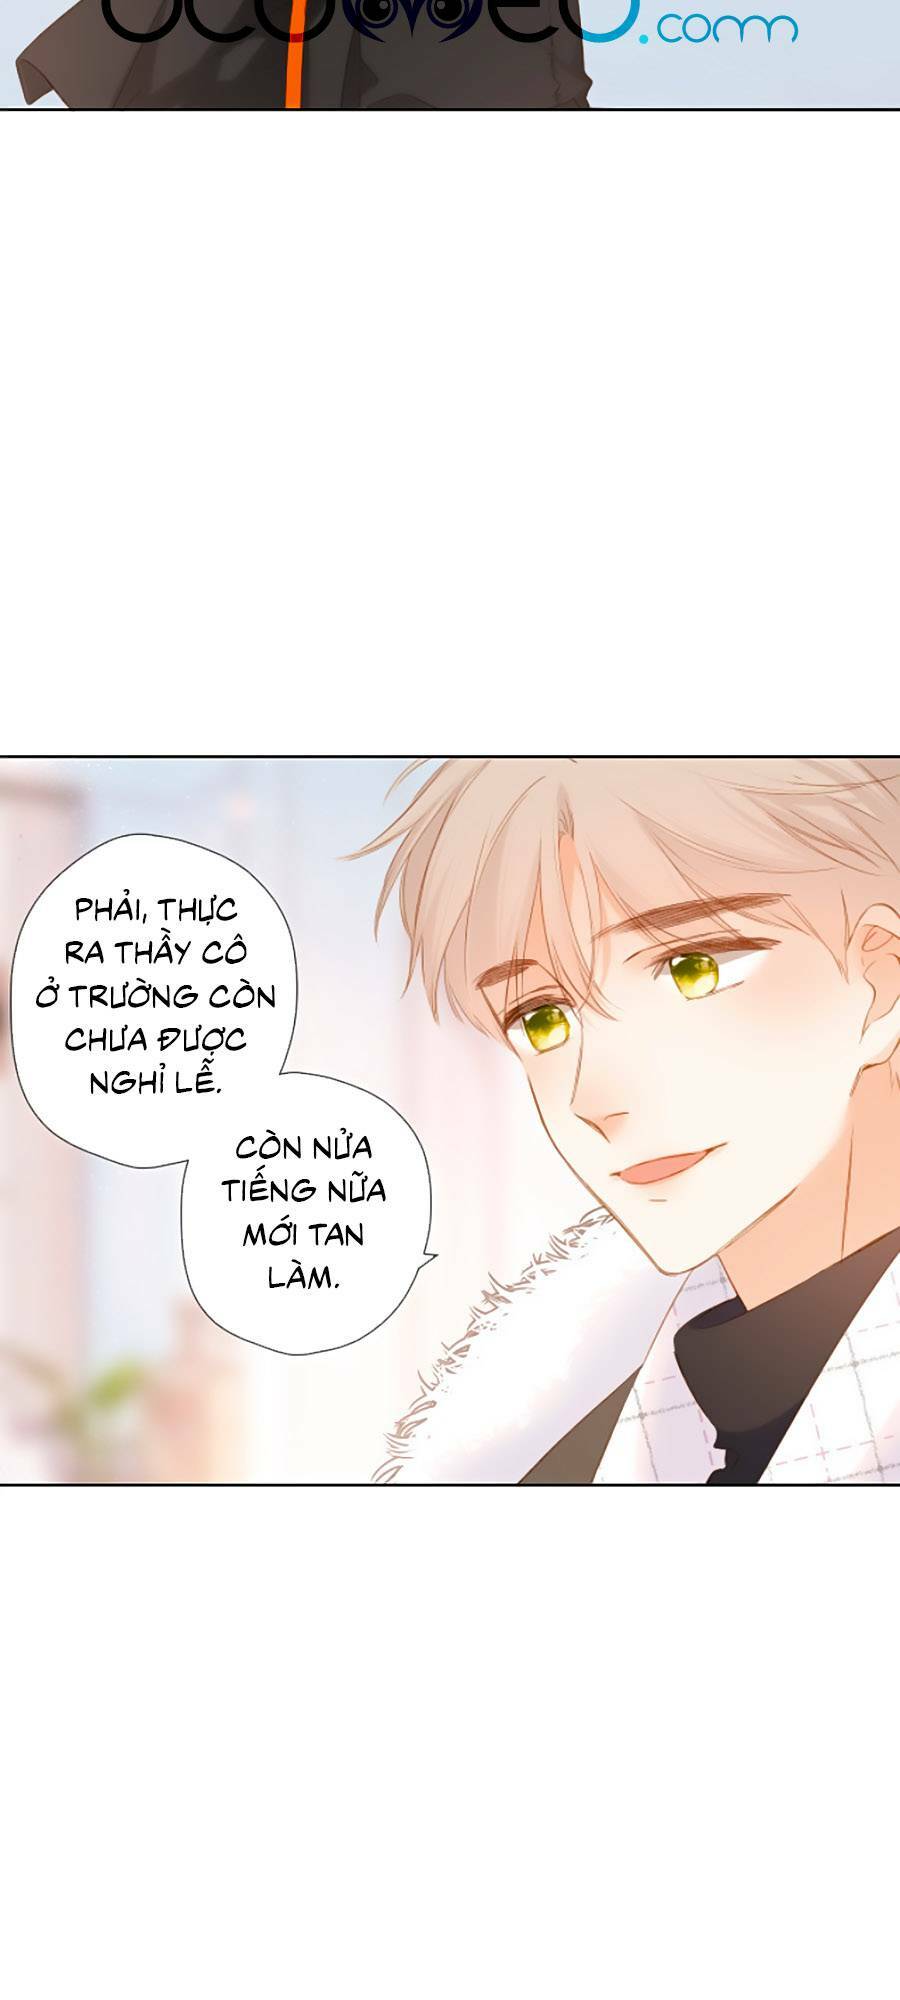 .com
PHẢI, THỰC
RA THẦY CÔ
Ở TRƯỜNG CÒN
CHƯA ĐƯỢC
NGHỈ LỄ.
CÒN NỬA
TIẾNG NỮA
MỚI TAN
LÀM.